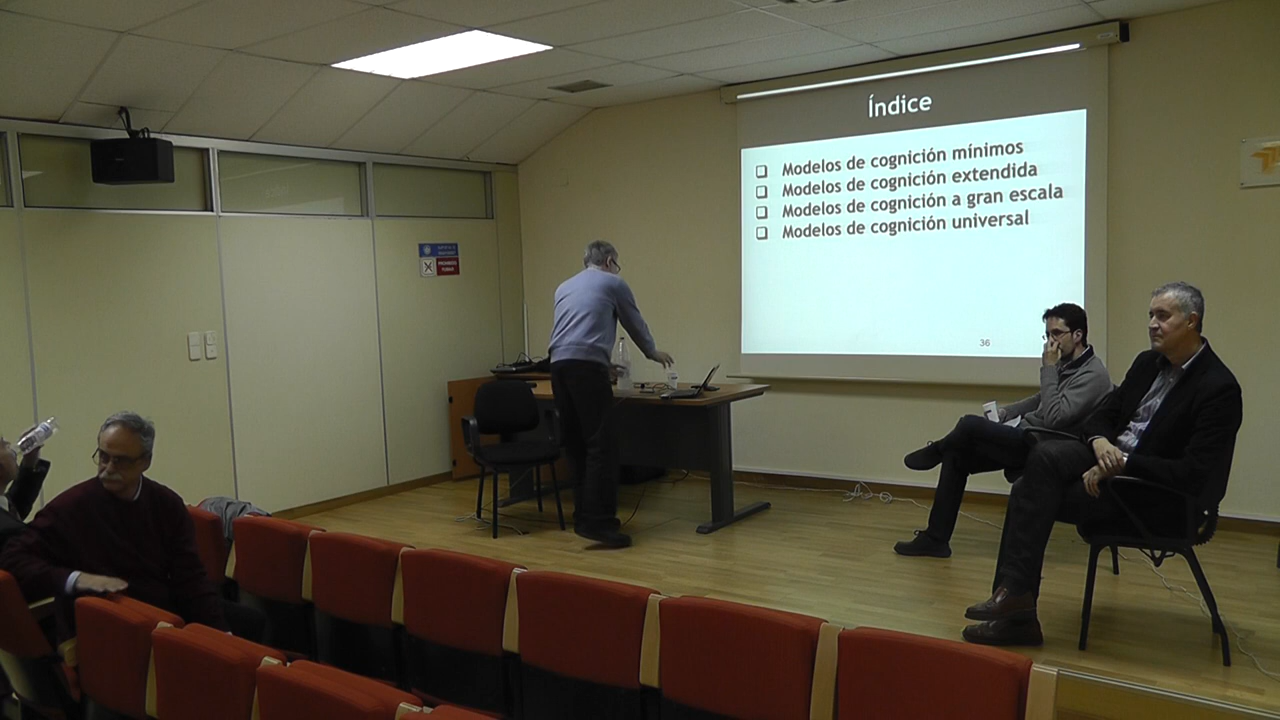 Índice
❑ Modelos de cognición mínimos
❑ Modelos de cognición extendida
❑ Modelos de cognición a gran escala
❑ Modelos de cognición universal
36
PROHIBIDO
FUMAR